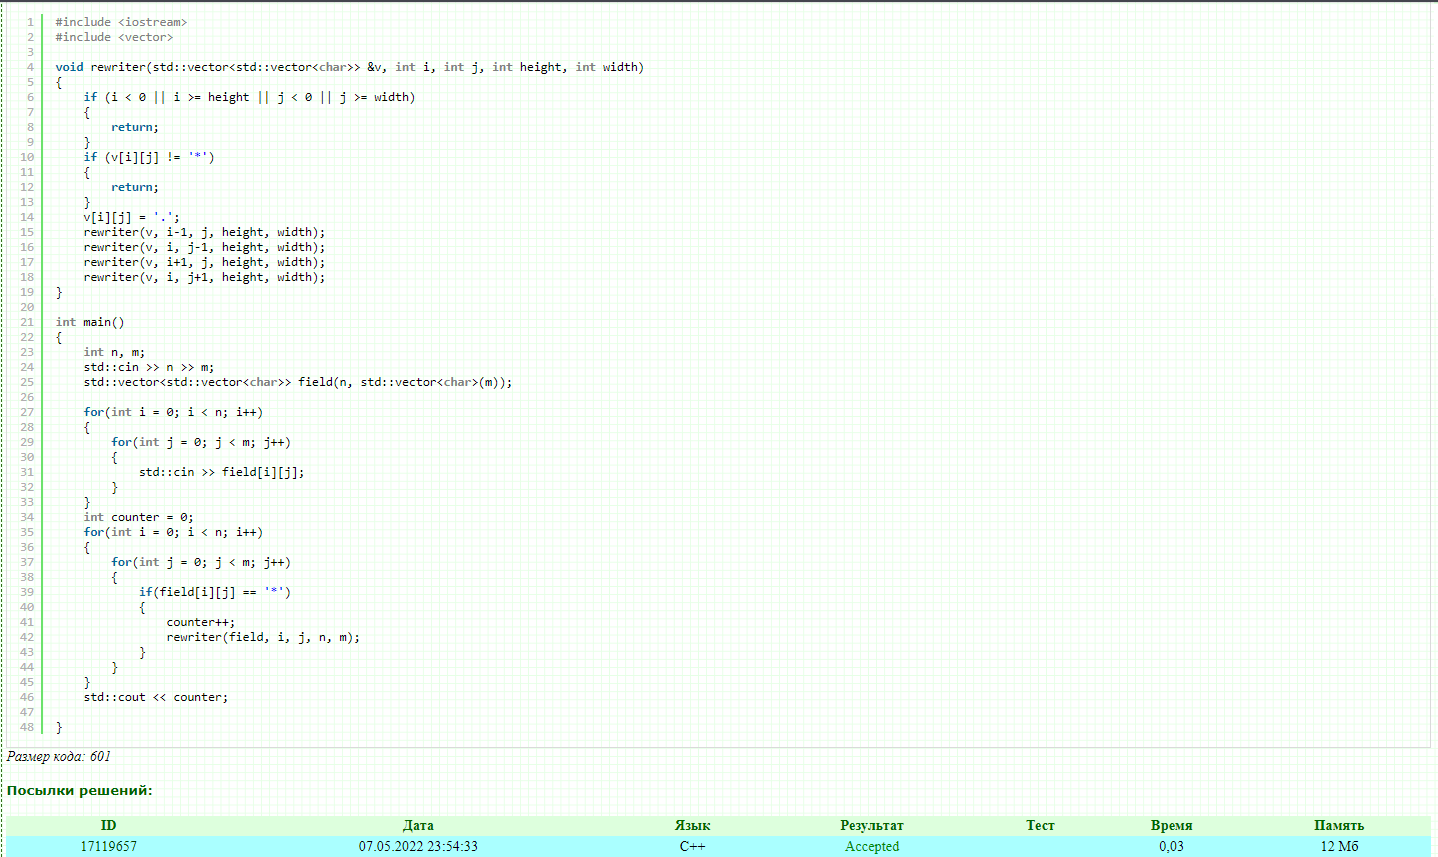 1 #include <iostream>
2 #include <vector>
3
4 void rewriter(std::vector<std::vector<char>> &v, int i, int j, int height, int width)
5 {
6     if (i < 0 || i >= height || j < 0 || j >= width)
7     {
8         return;
9     }
10     if (v[i][j] != '*')
11     {
12         return;
13     }
14     v[i][j] = '.';
15     rewriter(v, i-1, j, height, width);
16     rewriter(v, i, j-1, height, width);
17     rewriter(v, i+1, j, height, width);
18     rewriter(v, i, j+1, height, width);
19 }
20
21 int main()
22 {
23     int n, m;
24     std::cin >> n >> m;
25     std::vector<std::vector<char>> field(n, std::vector<char>(m));
26
27     for(int i = 0; i < n; i++)
28     {
29         for(int j = 0; j < m; j++)
30         {
31             std::cin >> field[i][j];
32         }
33     }
34     int counter = 0;
35     for(int i = 0; i < n; i++)
36     {
37         for(int j = 0; j < m; j++)
38         {
39             if(field[i][j] == '*')
40             {
41                 counter++;
42                 rewriter(field, i, j, n, m);
43             }
44         }
45     }
46     std::cout << counter;
47
48 }
Размер кода: 601
Посылки решений:
ID Дата Язык Результат Тест Время Память
17119657 07.05.2022 23:54:33 C++ Accepted 0,03 12 Мб